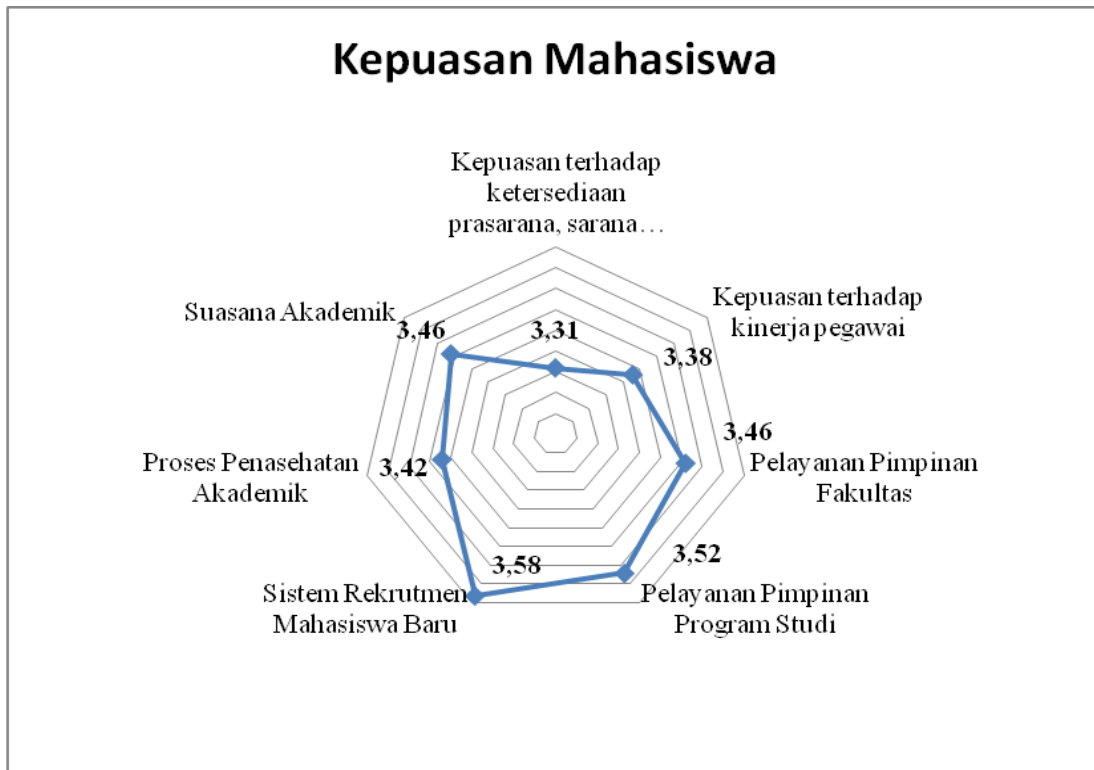 Kepuasan Mahasiswa
Kepuasan terhadap
ketersediaan
prasarana, sarana…
Kepuasan terhadap
kinerja pegawai
Suasana Akademik
3,46
3,31
3,38
3,46
Pelayanan Pimpinan
Fakultas
Proses Penasehatan
Akademik
3,42
3,52
3,58
Sistem Rekrutmen
Mahasiswa Baru
Pelayanan Pimpinan
Program Studi